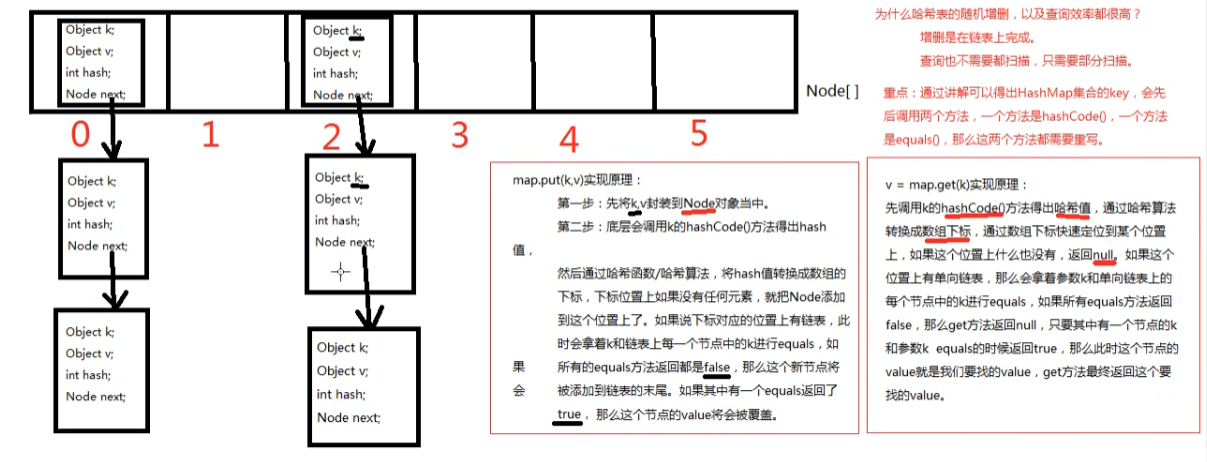 Object k;
Object v;
int hash;
Node next;
Object k;
Object v;
int hash;
Node next;
Node[ ]
0
1
2
3
4
5
Object k;
Object v;
int hash;
Node next;
Object k;
Object v;
int hash;
Node next;
Object k;
Object v;
int hash;
Node next;
Object k;
Object v;
int hash;
Node next;
为什么哈希表的随机增删，以及查询效率都很高？
增删是在链表上完成。
查询也不需要都扫描，只需要部分扫描。
重点：通过讲解可以得出HashMap集合的key，会先
后调用两个方法，一个方法是hashCode()，一个方法
是equals()，那么这两个方法都需要重写。
map.put(k,v)实现原理：
第一步：先将k,v封装到Node对象当中。
第二步：底层会调用k的hashCode()方法得出hash
值，
然后通过哈希函数/哈希算法，将hash值转换成数组的
下标，下标位置上如果没有任何元素，就把Node添加
到这个位置上了。如果说下标对应的位置上有链表，此
时会拿着k和链表上每一个节点中的k进行equals，如
果 所有的equals方法返回都是false，那么这个新节点将
会 被添加到链表的末尾。如果其中有一个equals返回了
true，那么这个节点的value将会被覆盖。
v = map.get(k)实现原理：
先调用k的hashCode()方法得出哈希值，通过哈希算法
转换成数组下标，通过数组下标快速定位到某个位置
上，如果这个位置上什么也没有，返回null。如果这个
位置上有单向链表，那么会拿着参数k和单向链表上的
每个节点中的k进行equals，如果所有equals方法返回
false，那么get方法返回null，只要其中有一个节点的k
和参数k equals的时候返回true，那么此时这个节点的
value就是我们要找的value，get方法最终返回这个要
找的value。